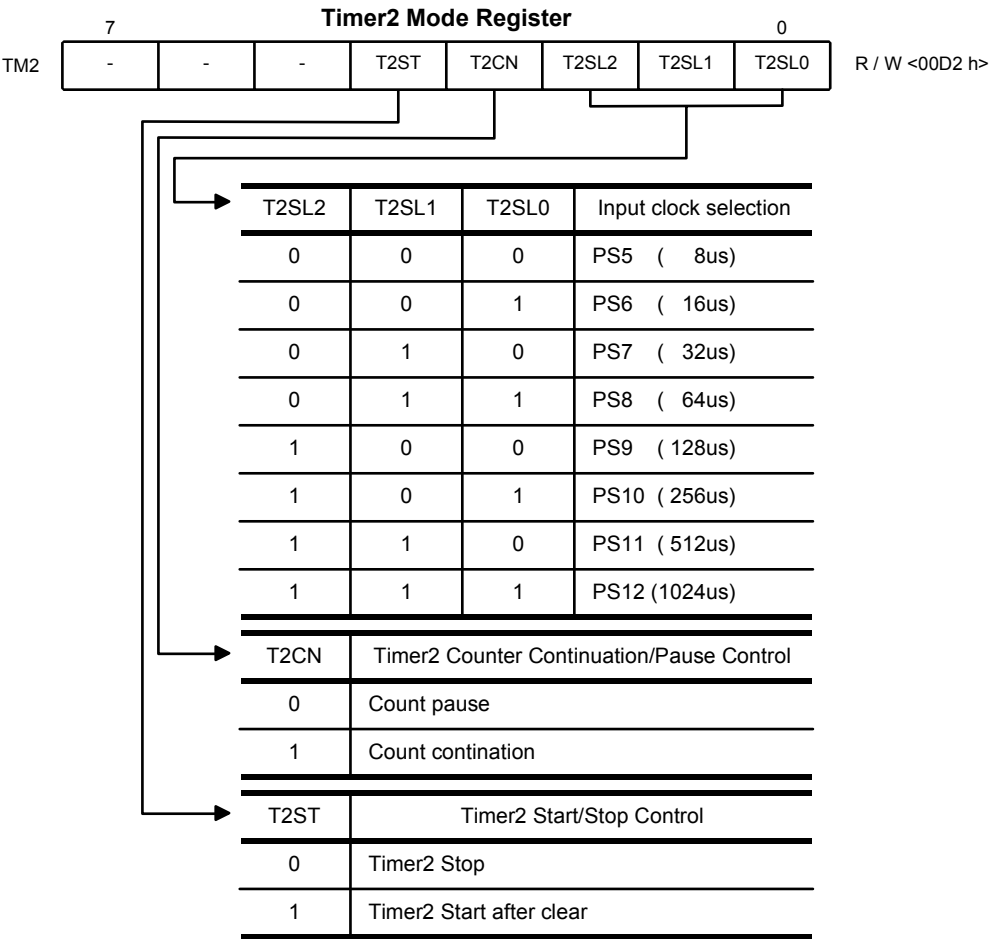 Timer2 Mode Register
7 0
TM2 - - - T2ST T2CN T2SL2 T2SL1 T2SL0 R / W <00D2 h>
T2SL2 T2SL1 T2SL0 Input clock selection
0 0 0 PS5 ( 8us)
0 0 1 PS6 ( 16us)
0 1 0 PS7 ( 32us)
0 1 1 PS8 ( 64us)
1 0 0 PS9 ( 128us)
1 0 1 PS10 ( 256us)
1 1 0 PS11 ( 512us)
1 1 1 PS12 (1024us)
T2CN Timer2 Counter Continuation/Pause Control
0 Count pause
1 Count contination
T2ST Timer2 Start/Stop Control
0 Timer2 Stop
1 Timer2 Start after clear